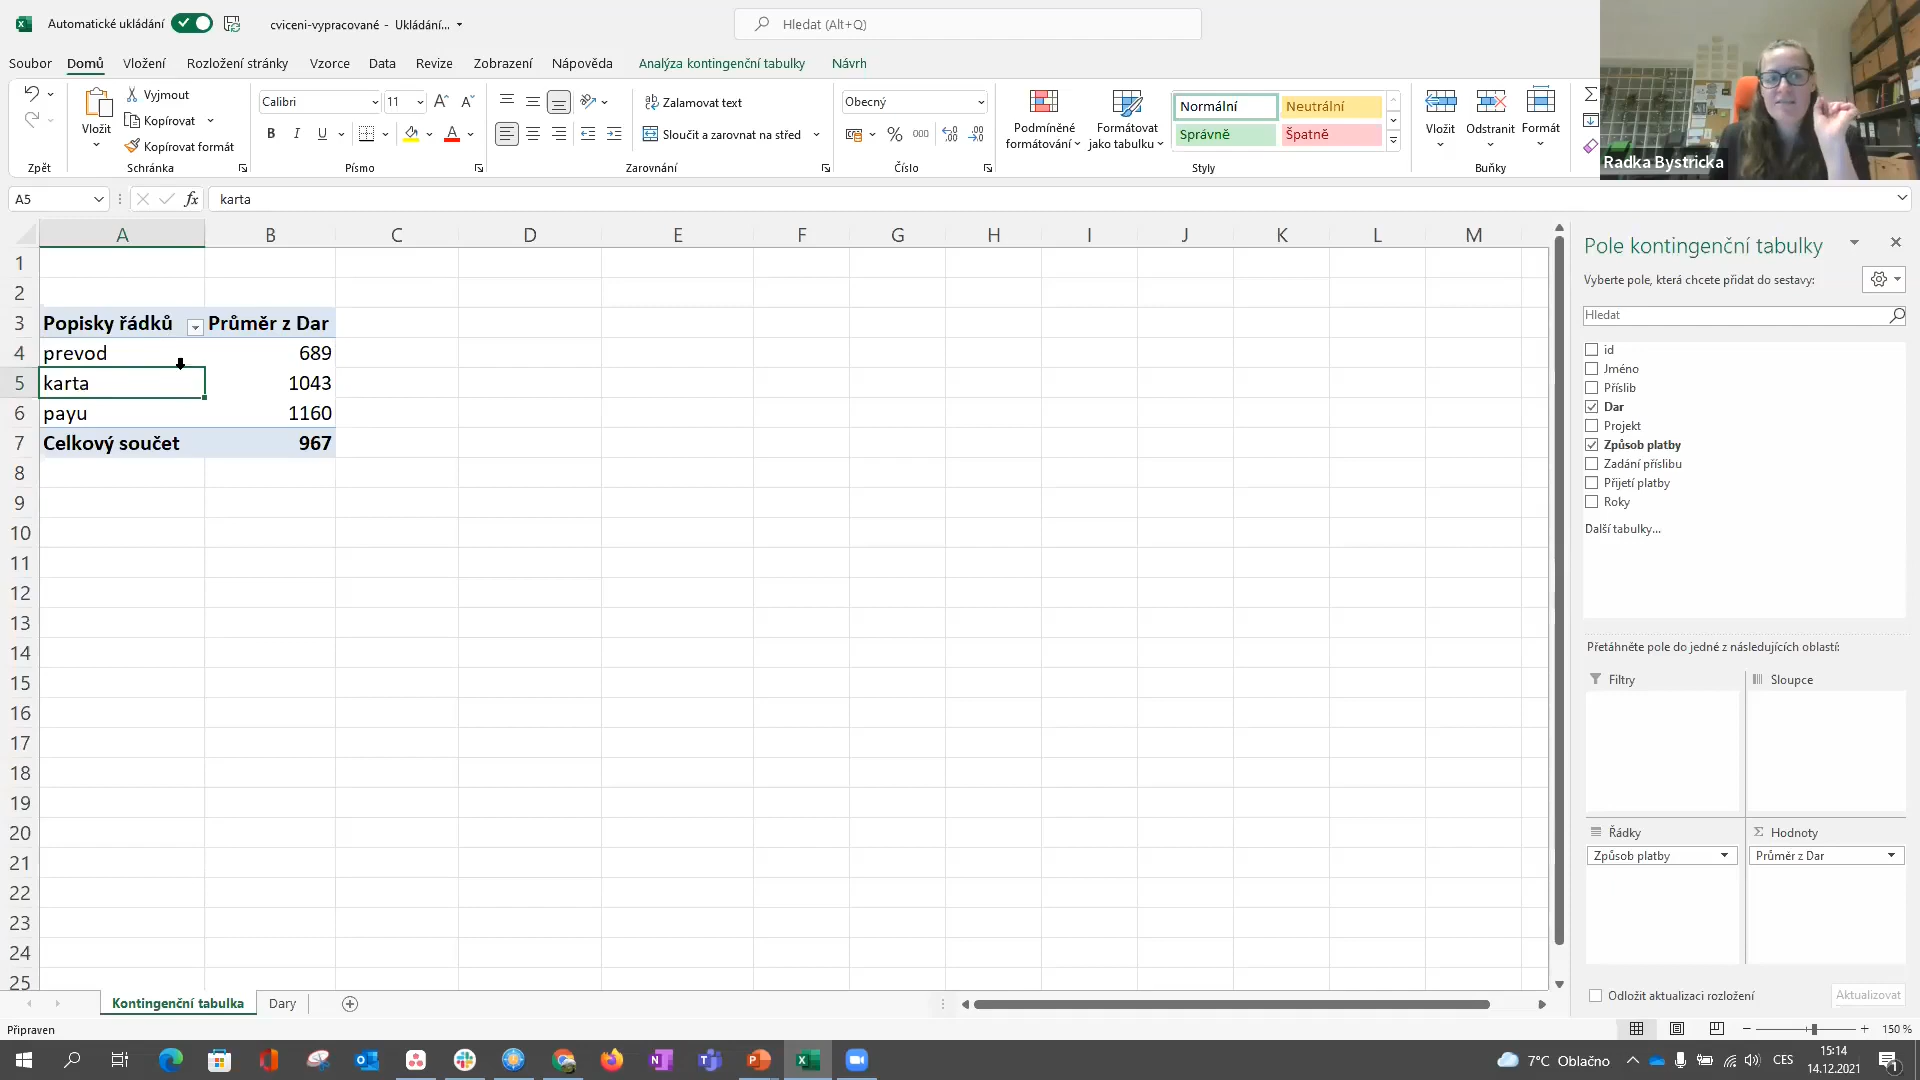 Automatické ukládání
cviceni-vypracované - Ukládání...
Hledat (Alt+Q)
Soubor Domů Vložení Rozložení stránky Vzorce Data Revize Zobrazení Nápověda Analýza kontingenční tabulky Návrh
Vložit
Vyjmout
Kopírovat
Kopírovat formát
Calibri 11
B I U
Zalamovat text
Sloučit a zarovnat na střed
Obecný
% 000
Podmíněné formátování
Formátovat jako tabulku
Normální Neutrální
Správně Špatně
Vložit Odstranit Formát
Zpět Schránka Písmo Zarovnání Číslo Styly Buňky
Radka Bystricka
A5 fx karta
A B C D E F G H I J K L M
1
2
3 Popisky řádků Průměr z Dar
4 prevod 689
5 karta 1043
6 payu 1160
7 Celkový součet 967
8
9
10
11
12
13
14
15
16
17
18
19
20
21
22
23
24
25
Pole kontingenční tabulky
Vyberte pole, která chcete přidat do sestavy:
Hledat
id
Jméno
Příslib
Dar
Projekt
Způsob platby
Zadání příslibu
Přijetí platby
Roky
Další tabulky...
Přetáhněte pole do jedné z následujících oblastí:
Filtry Sloupce
Řádky Hodnoty
Způsob platby Průměr z Dar
Odložit aktualizaci rozložení Aktualizovat
Kontingenční tabulka Dary
Připraven
150 %
7°C Oblačno
CES
15:14
14.12.2021